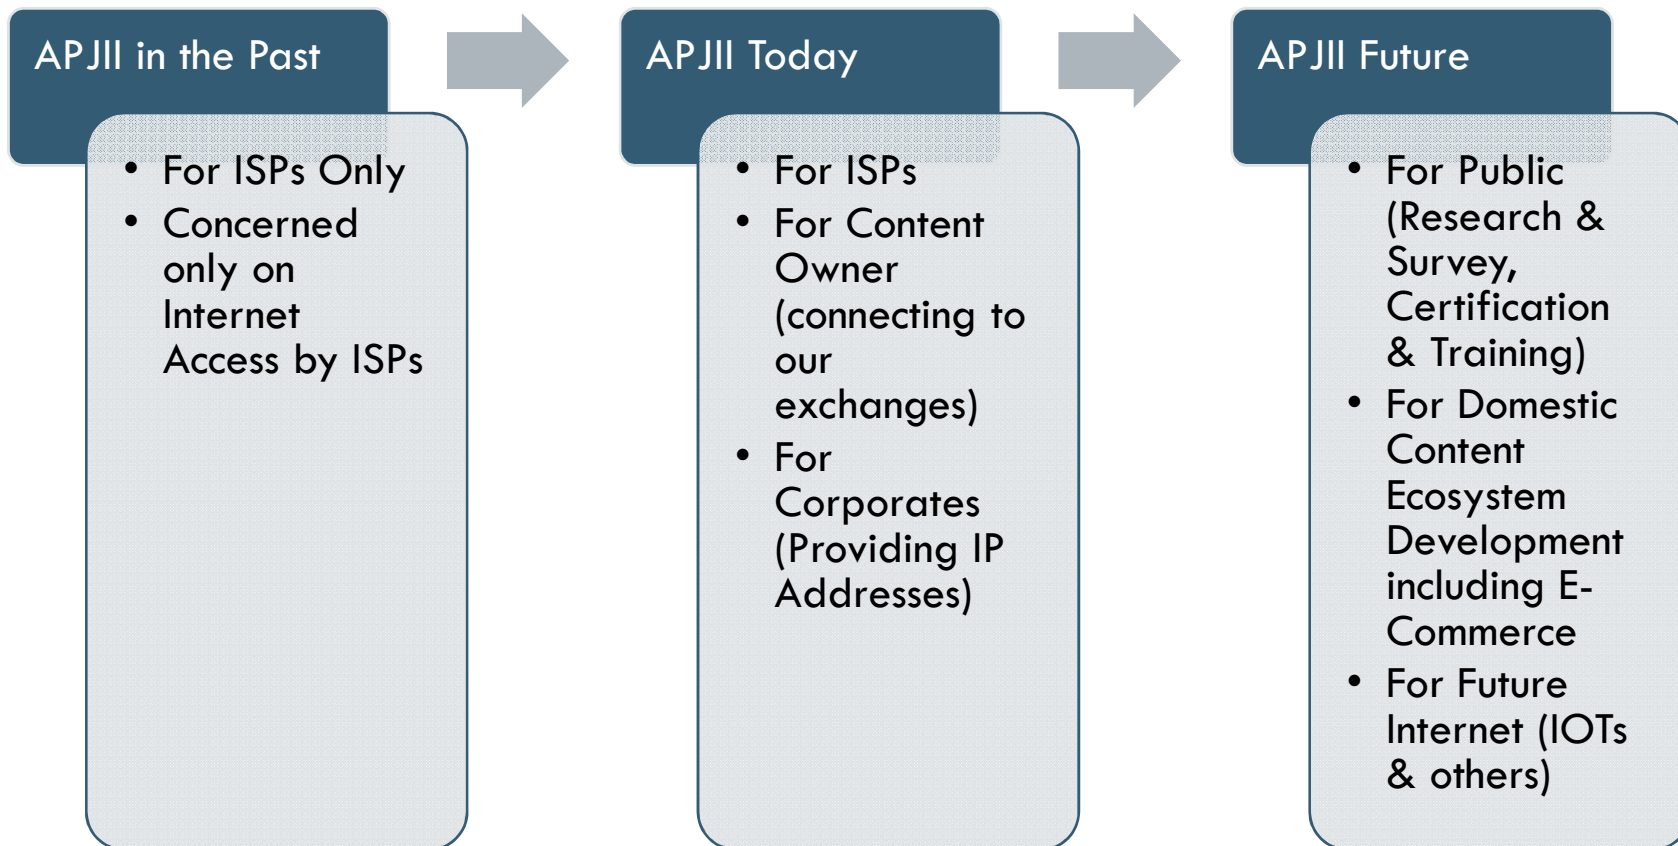 APJII in the Past
• For ISPs Only
• Concerned
only on
Internet
Access by ISPs
APJII Today
• For ISPs
• For Content
Owner
(connecting to
our
exchanges)
• For
Corporates
(Providing IP
Addresses)
APJII Future
• For Public
(Research &
Survey,
Certification
& Training)
• For Domestic
Content
Ecosystem
Development
including E-
Commerce
• For Future
Internet (IOTs
& others)